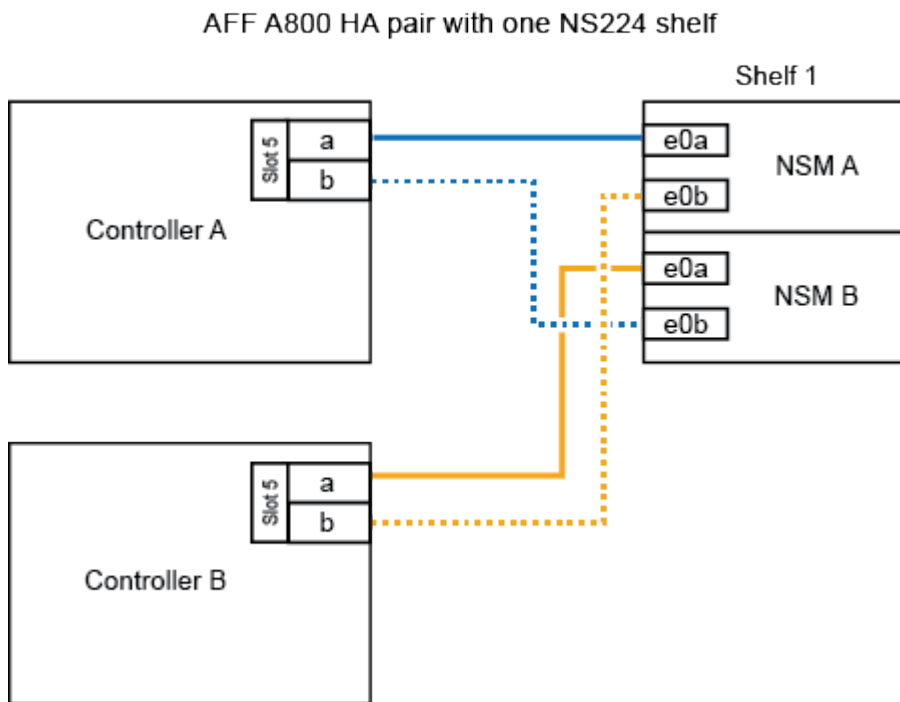 AFF A800 HA pair with one NS224 shelf
Shelf 1
Slot 5
a
b
Controller A
e0a
e0b
NSM A
e0a
e0b
NSM B
Slot 5
a
b
Controller B